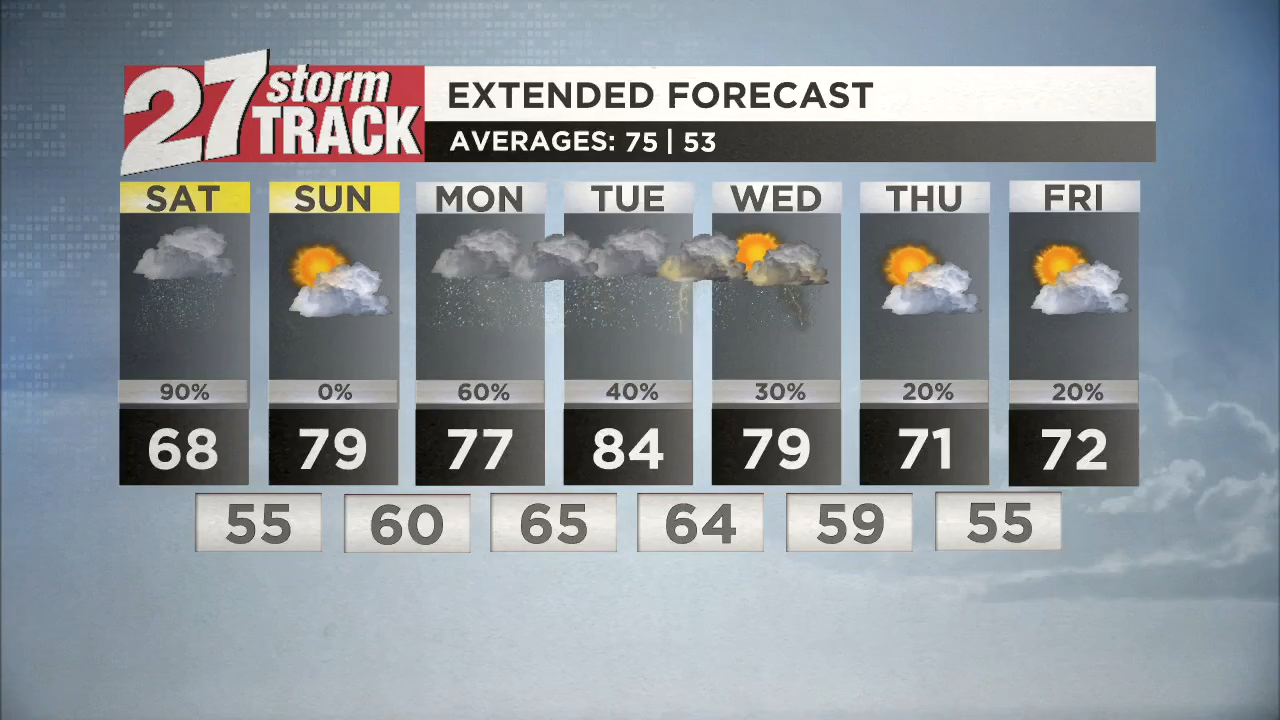 27 storm TRACK
EXTENDED FORECAST
AVERAGES: 75 | 53
SAT SUN MON TUE WED THU FRI
90% 0% 60% 40% 30% 20% 20%
68 79 77 84 79 71 72
55 60 65 64 59 55